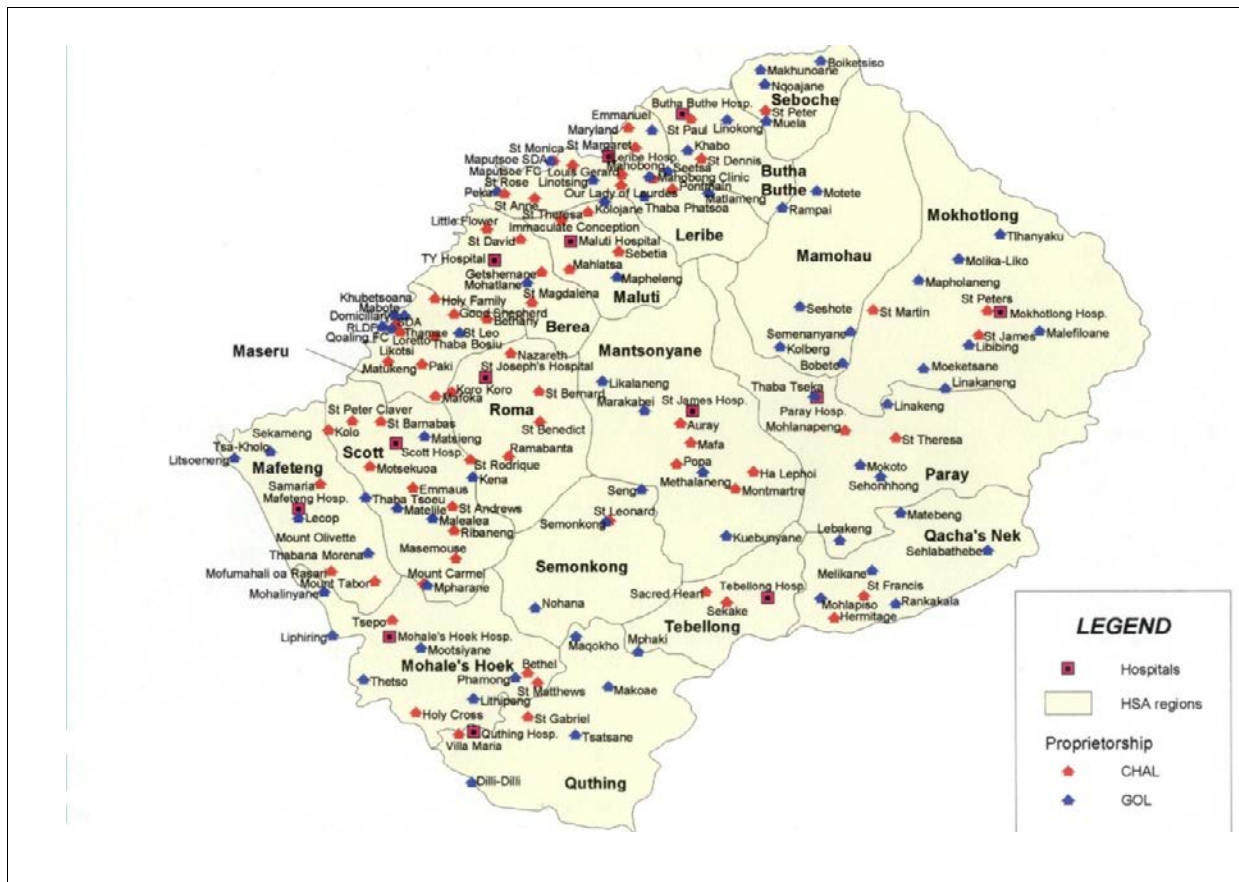 Boiketsiso
Makhunoane
Nqoajane
Seboche
Butha Buthe Hosp.
St Peter
Emmanuel
Maryland
St Paul
Linokong
Muela
St Monica
St Margaret
Khabo
Maputsoe SDA
Leribe Hosp.
St Dennis
Mahobong
Seetsa
Butha
Maputsoe FC
Louis Gerard
Mahobong Clinic
St Rose
Linotsing
Pontmain
Buthe
Motete
Peka
Our Lady of Lourdes
Matlameng
St Anne
Thaba Phatsoa
Rampai
Mokhotlong
St Theresa
Kolojane
Little Flower
Immaculate Conception
Leribe
Tlhanyaku
St David
Maluti Hospital
Mamohau
TY Hospital
Sebetia
Molika-Liko
Getshemane
Mahlatsa
Mohatlane
Mapheleng
Mapholaneng
Khubetsoana
Holy Family
St Magdalena
Maluti
St Peters
Mabote
Seshote
St Martin
Mokhotlong Hosp.
Domiciliary
SDA
Good Shepherd
Bethany
RLDF
Thamae
St Leo
Berea
Semenanyane
St James
Malefiloane
Qoaling FC
Loretto
Thaba Bosiu
Libibing
Maseru
Likotsi
Nazareth
Mantsonyane
Kolberg
Matukeng
Paki
St Joseph's Hospital
Bobete
Moeketsane
Likalaneng
Thaba Tseka
Linakaneng
Koro Koro
St Bernard
Marakabei
St James Hosp.
Paray Hosp.
Linakeng
Mafoka
Roma
St Peter Claver
St Barnabas
St Benedict
Auray
Mohlanapeng
Sekameng
Kolo
Matsieng
Mafa
St Theresa
Tsa-Kholo
Scott
Scott Hosp.
Ramabanta
Litsoeneng
Mafeteng
Motsekuoa
St Rodrique
Popa
Ha Lephoi
Mokoto
Paray
Samaria
Kena
Methalaneng
Sehonhhong
Mafeteng Hosp.
Emmaus
Seng
Montmartre
Thaba Tsoeu
Lecop
Matelile
St Andrews
St Leonard
Matebeng
Malealea
Semonkong
Mount Olivette
Ribaneng
Kuebunyane
Lebakeng
Qacha's Nek
Thabana Morena
Masemouse
Sehlabathebe
Mofumahali oa Rasari
Semonkong
Melikane
Mount Tabor
Mount Carmel
Tebellong Hosp.
St Francis
Mohalinyane
Mpharane
Sacred Heart
Nohana
Sekake
Mohlapiso
Rankakala
Tsepo
Hermitage
Liphiring
Mohale's Hoek Hosp.
Maqokho
Mphaki
Tebellong
Mootsiyane
Mohale's Hoek
Bethel
Thetso
Phamong
St Matthews
Makoae
Lithipeng
Holy Cross
St Gabriel
Quthing Hosp.
Tsatsane
Villa Maria
Dilli-Dilli
Quthing
LEGEND
Hospitals
HSA regions
Proprietorship
CHAL
GOL